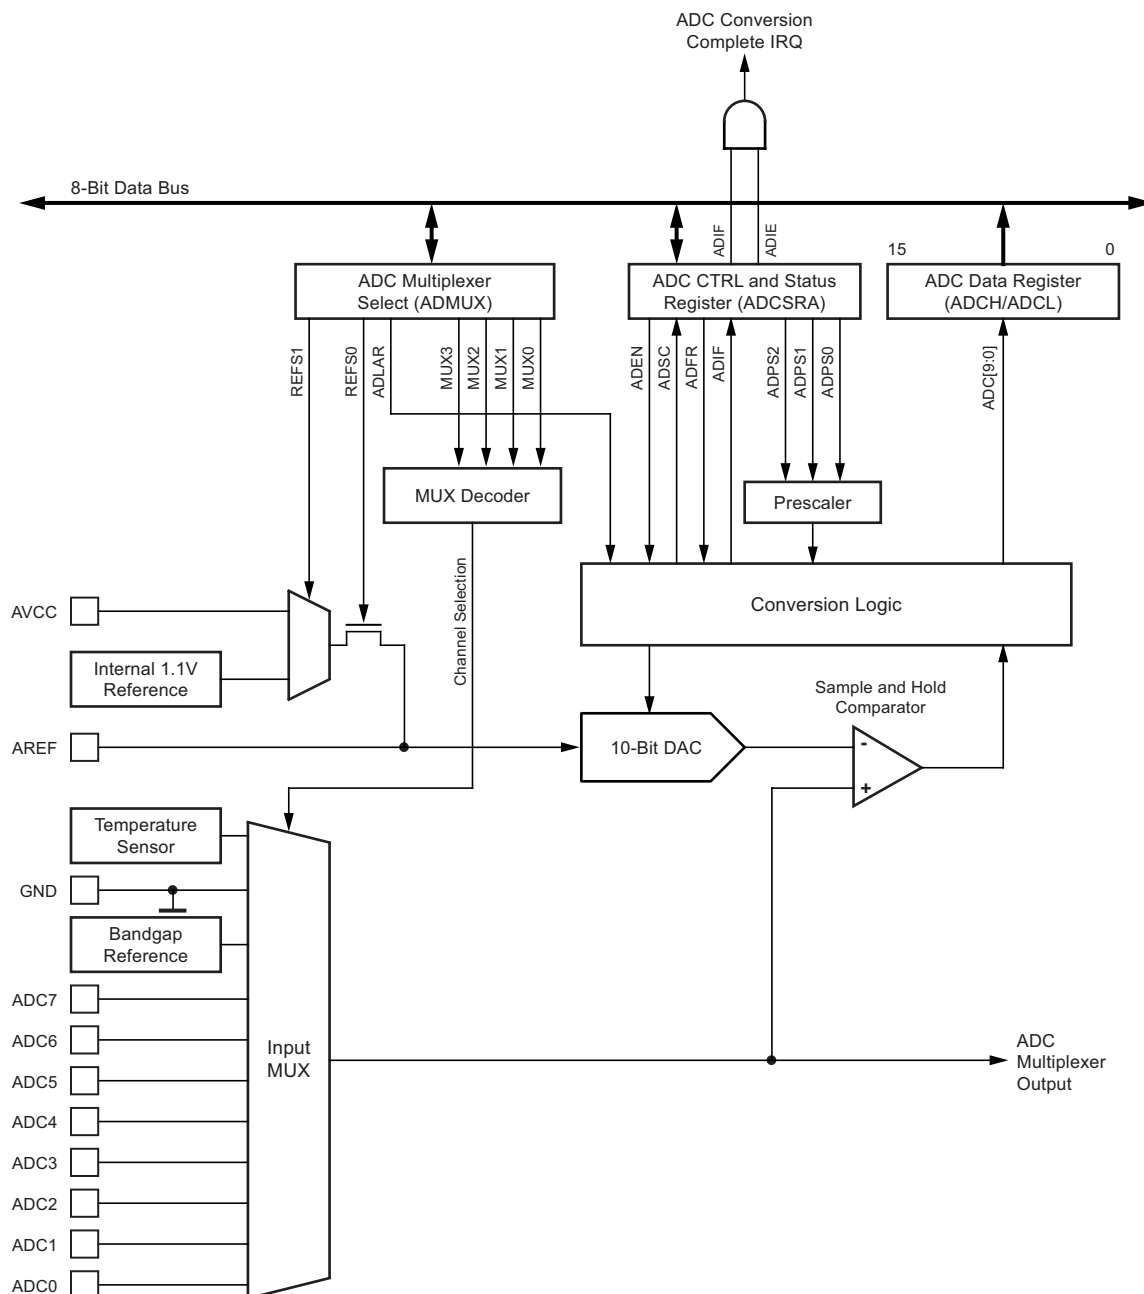 ADC Conversion
Complete IRQ
8-Bit Data Bus
ADIF
ADIE
15
0
ADC Multiplexer
Select (ADMUX)
ADC CTRL and Status
Register (ADCSRA)
ADC Data Register
(ADCH/ADCL)
REFS1
REFS0
ADLAR
MUX3
MUX2
MUX1
MUX0
ADEN
ADSC
ADFR
ADIF
ADPS2
ADPS1
ADPS0
ADC[9:0]
MUX Decoder
Prescaler
Channel Selection
Conversion Logic
AVCC
Internal 1.1V
Reference
Sample and Hold
Comparator
AREF
10-Bit DAC
-
+
Temperature
Sensor
GND
Bandgap
Reference
ADC7
ADC6
ADC5
ADC4
ADC3
ADC2
ADC1
ADC0
Input
MUX
ADC
Multiplexer
Output